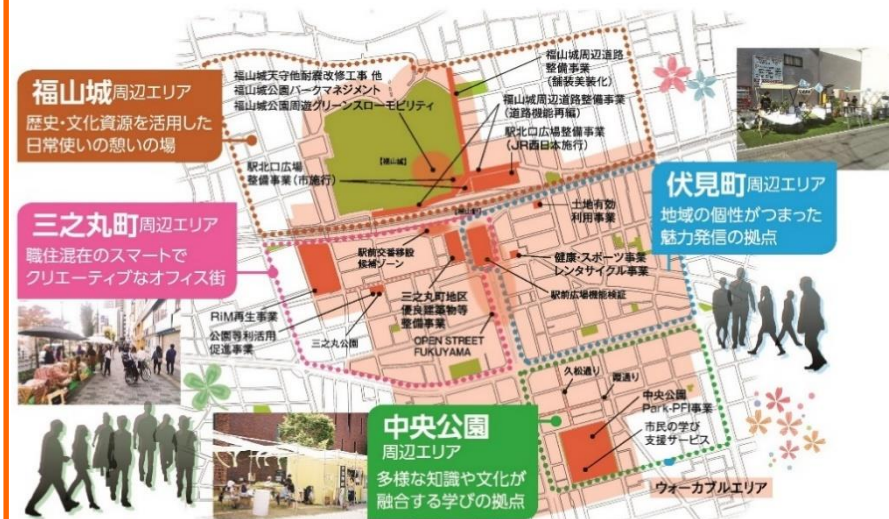 福山城周辺エリア
歴史・文化資源を活用した
日常使いの憩いの場
福山城天守他耐震改修工事 他
福山城公園パークマネジメント
福山城公園周遊グリーンスローモビリティ
福山城周辺道路
整備事業
(舗装美装化)
福山城周辺道路整備事業
(道路機能再編)
駅北口広場整備事業
(JR西日本施行)
【福山城】
駅北口広場
整備事業(市施行)
三之丸町周辺エリア
職住混在のスマートで
クリエーティブなオフィス街
伏見町周辺エリア
地域の個性がつまった
魅力発信の拠点
土地有効
利用事業
駅前交番移設
候補ゾーン
健康・スポーツ事業
レンタサイクル事業
駅前広場機能検証
RiM再生事業
公園等利活用
促進事業
三之丸公園
三之丸町地区
優良建築物等
整備事業
OPEN STREET
FUKUYAMA
久松通り
霞通り
中央公園
Park-PFI事業
市民の学び
支援サービス
中央公園
周辺エリア
多様な知識や文化が
融合する学びの拠点
ウォーカブルエリア